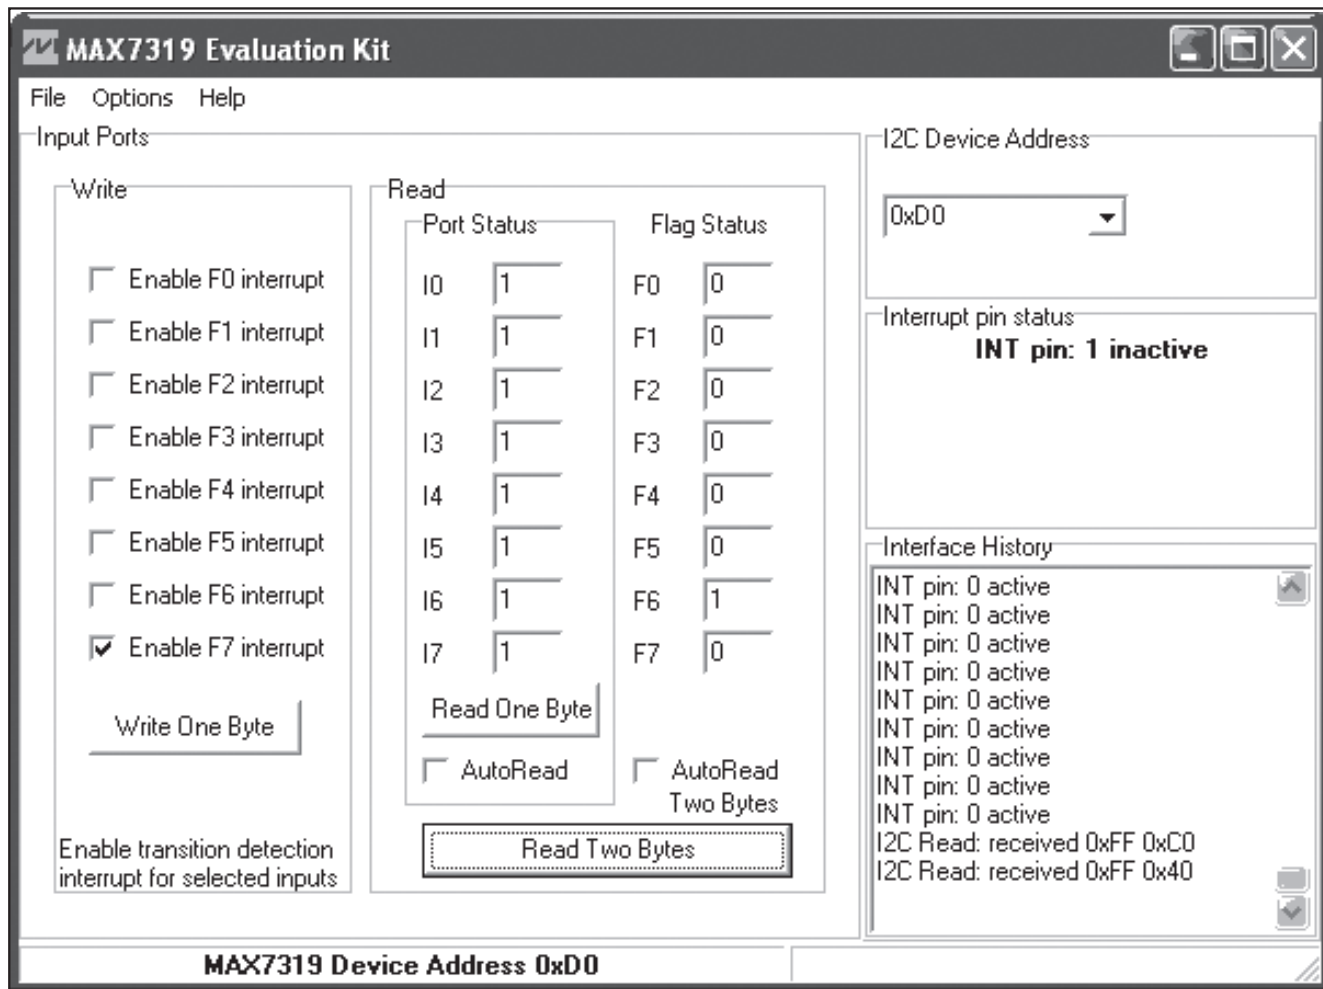 MAX7319 Evaluation Kit
File Options Help
Input Ports
Write
Enable F0 interrupt
Enable F1 interrupt
Enable F2 interrupt
Enable F3 interrupt
Enable F4 interrupt
Enable F5 interrupt
Enable F6 interrupt
Enable F7 interrupt
Write One Byte
Enable transition detection
interrupt for selected inputs
Read
Port Status Flag Status
I0 1 F0 0
I1 1 F1 0
I2 1 F2 0
I3 1 F3 0
I4 1 F4 0
I5 1 F5 0
I6 1 F6 1
I7 1 F7 0
Read One Byte
AutoRead
AutoRead
Two Bytes
Read Two Bytes
I2C Device Address
0xD0
Interrupt pin status
INT pin: 1 inactive
Interface History
INT pin: 0 active
INT pin: 0 active
INT pin: 0 active
INT pin: 0 active
INT pin: 0 active
INT pin: 0 active
INT pin: 0 active
INT pin: 0 active
INT pin: 0 active
I2C Read: received 0xFF 0xC0
I2C Read: received 0xFF 0x40
MAX7319 Device Address 0xD0